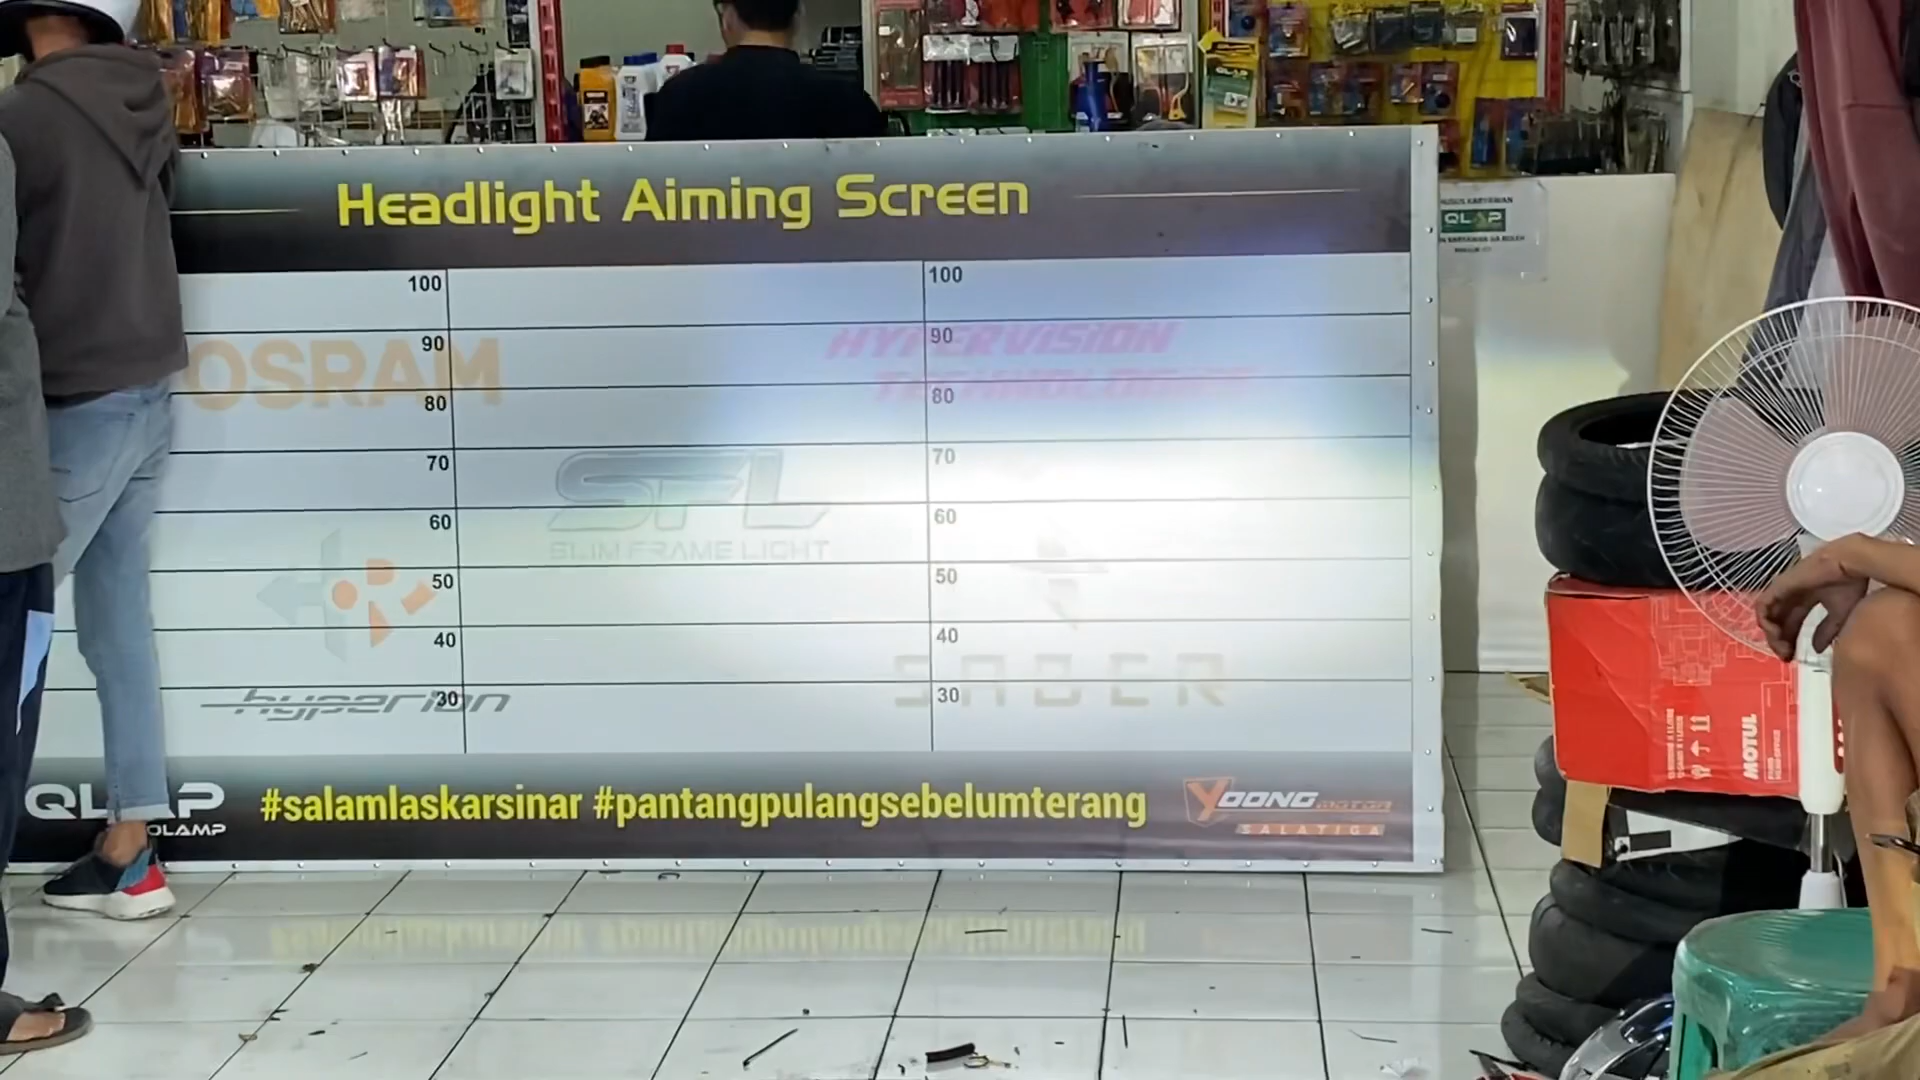 Headlight Aiming Screen
QLAP
100 100
90 90
OSRAM
HYPERVISION
TECHNOLOGIES
80 80
70 70
SFL
SLIM FRAME LIGHT
60 60
50 50
40 40
SABER
hyperion
30 30
#salamlaskarsinar #pantangpulangsebelumterang
YOONG MOTOR
SALATIGA
MOTUL